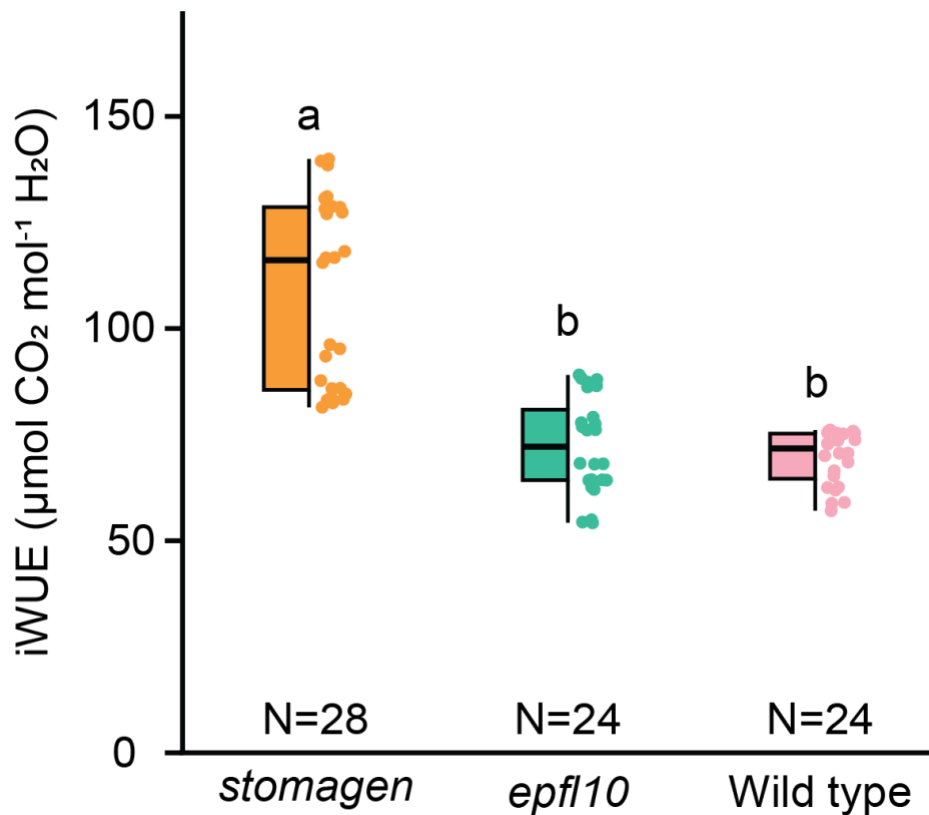 iWUE (µmol CO₂ mol⁻¹ H₂O)
150
100
50
0
a
b
b
N=28
N=24
N=24
stomagen
epfl10
Wild type